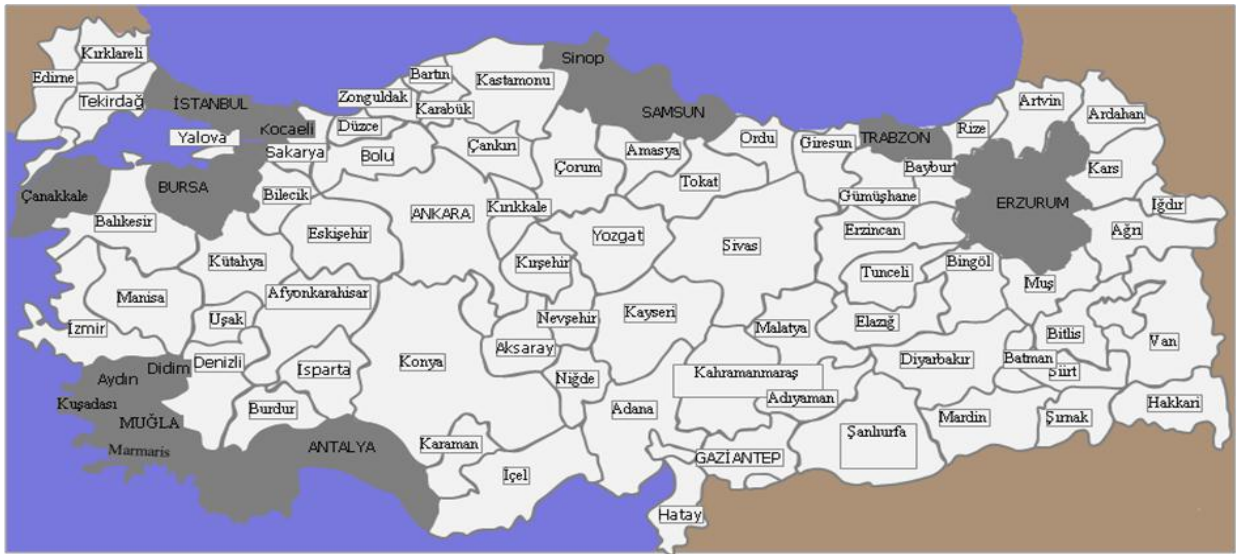 Kırklareli
Edirne
Tekirdağ
İSTANBUL
Yalova
Kocaeli
Sakarya
Düzce
Zonguldak
Bartın
Karabük
Kastamonu
Sinop
SAMSUN
Bolu
Çankırı
Çorum
Amasya
Tokat
Ordu
Giresun
TRABZON
Rize
Artvin
Ardahan
Bayburt
Gümüşhane
Kars
Iğdır
Ağrı
ERZURUM
Erzincan
Çanakkale
BURSA
Bilecik
Balıkesir
Eskişehir
ANKARA
Kırıkkale
Yozgat
Sivas
Tunceli
Bingöl
Muş
Kütahya
Kırşehir
Manisa
Afyonkarahisar
Uşak
İzmir
Nevşehir
Kayseri
Malatya
Elazığ
Bitlis
Van
Diyarbakır
Batman
Siirt
Aksaray
Konya
Isparta
Denizli
Didim
Aydın
Kuşadası
MUĞLA
Marmaris
Burdur
ANTALYA
Niğde
Kahramanmaraş
Adıyaman
Adana
Karaman
İçel
GAZİANTEP
Şanlıurfa
Mardin
Şırnak
Hakkari
Hatay